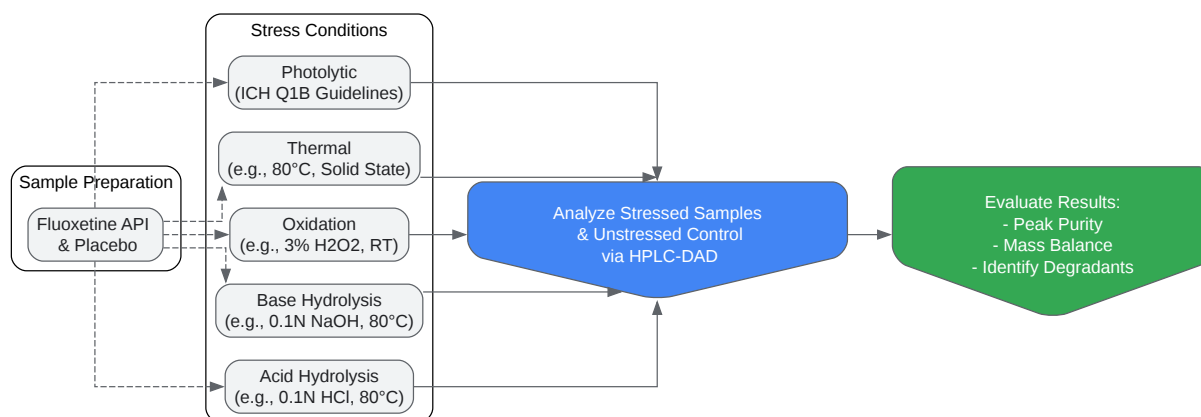 Stress Conditions
Photolytic
(ICH Q1B Guidelines)
Thermal
(e.g., 80°C, Solid State)
Sample Preparation
Fluoxetine API
& Placebo
Oxidation
(e.g., 3% H2O2, RT)
Base Hydrolysis
(e.g., 0.1N NaOH, 80°C)
Acid Hydrolysis
(e.g., 0.1N HCl, 80°C)
Analyze Stressed Samples
& Unstressed Control
via HPLC-DAD
Evaluate Results:
- Peak Purity
- Mass Balance
- Identify Degradants